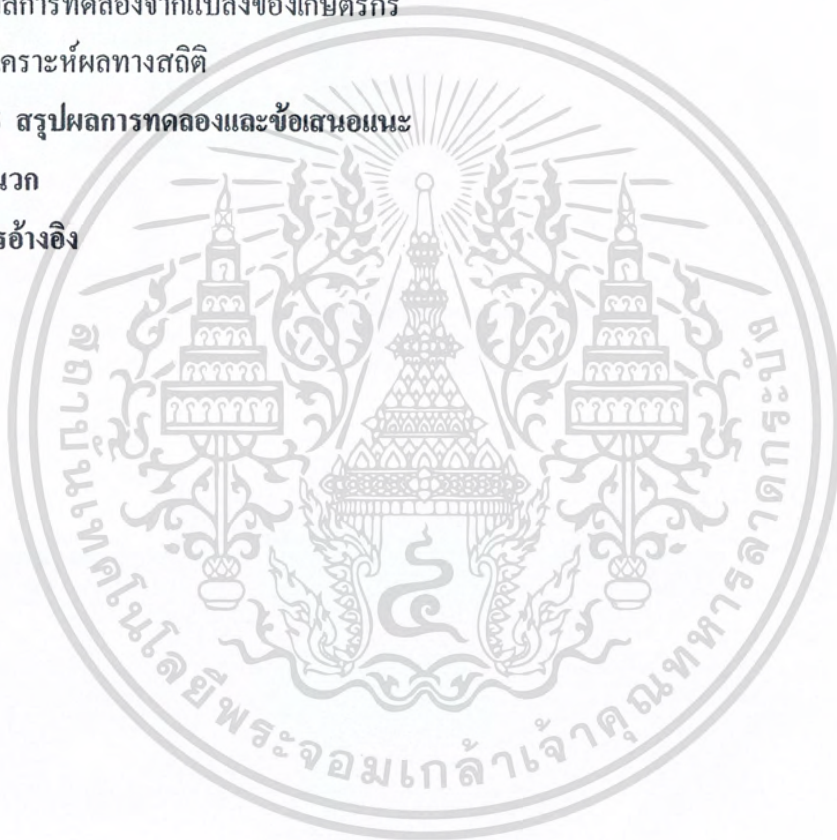 ผลการทดลองจากแปลงของเกษตรกร
เคราะห์ผลทางสถิติ
สรุปผลการทดลองและข้อเสนอแนะ
นวก
รอ้างอิง
สถาบันเทคโนโลยีพระจอมเกล้าเจ้าคุณทหารลาดกระบัง